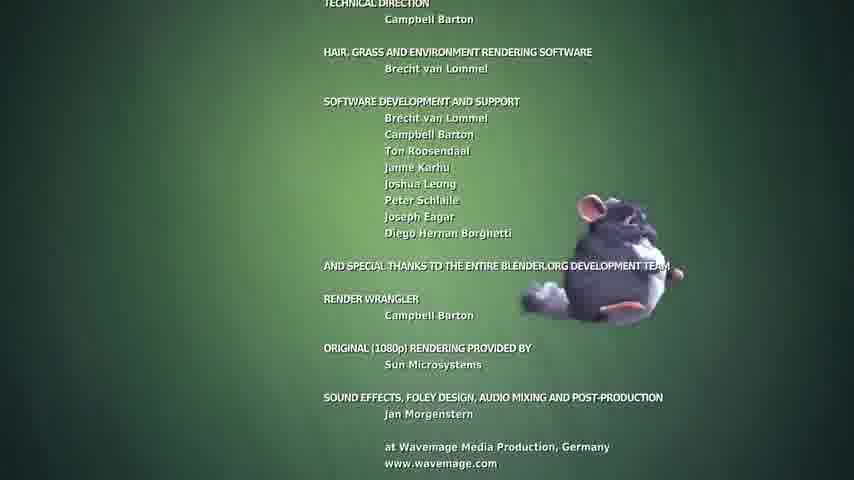 TECHNICAL DIRECTION
Campbell Barton
HAIR, GRASS AND ENVIRONMENT RENDERING SOFTWARE
Brecht van Lommel
SOFTWARE DEVELOPMENT AND SUPPORT
Brecht van Lommel
Campbell Barton
Ton Roosendaal
Janne Karhu
Joshua Leung
Peter Schlaile
Joseph Eagar
Diego Hernan Borghetti
AND SPECIAL THANKS TO THE ENTIRE BLENDER.ORG DEVELOPMENT TEAM
RENDER WRANGLER
Campbell Barton
ORIGINAL (1080p) RENDERING PROVIDED BY
Sun Microsystems
SOUND EFFECTS, FOLEY DESIGN, AUDIO MIXING AND POST-PRODUCTION
Jan Morgenstern
at Wavemage Media Production, Germany
www.wavemage.com